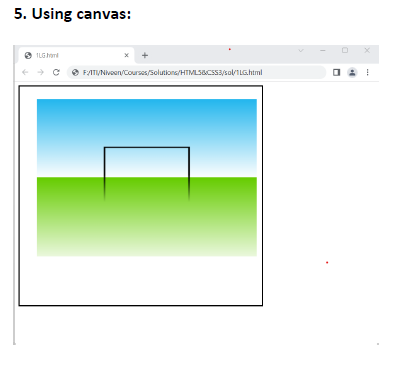 5. Using canvas:
1LG.html
F:/ITI/Niveen/Courses/Solutions/HTML5&CSS3/sol/1LG.html